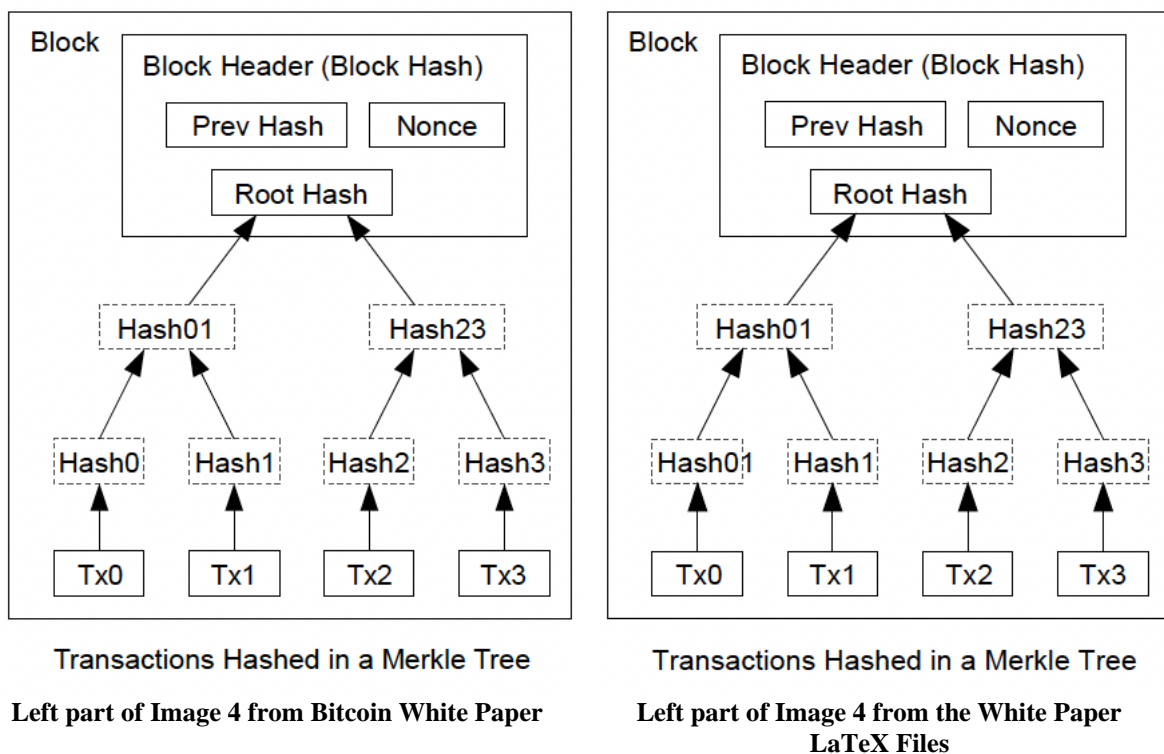 Block
Block Header (Block Hash)
Prev Hash
Nonce
Root Hash
Hash01
Hash23
Hash0
Hash1
Hash2
Hash3
Tx0
Tx1
Tx2
Tx3
Transactions Hashed in a Merkle Tree
Left part of Image 4 from Bitcoin White Paper
Block
Block Header (Block Hash)
Prev Hash
Nonce
Root Hash
Hash01
Hash23
Hash01
Hash1
Hash2
Hash3
Tx0
Tx1
Tx2
Tx3
Transactions Hashed in a Merkle Tree
Left part of Image 4 from the White Paper
LaTeX Files